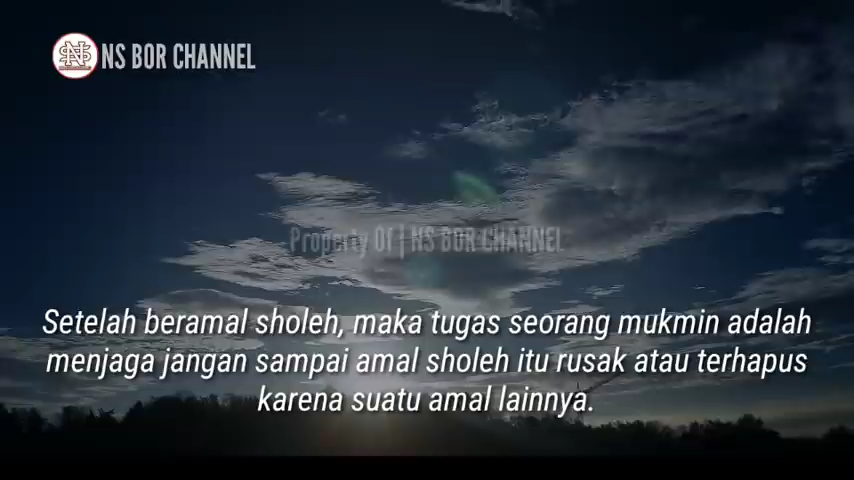 NS BOR CHANNEL
Property Of | NS BOR CHANNEL
Setelah beramal sholeh, maka tugas seorang mukmin adalah
menjaga jangan sampai amal sholeh itu rusak atau terhapus
karena suatu amal lainnya.